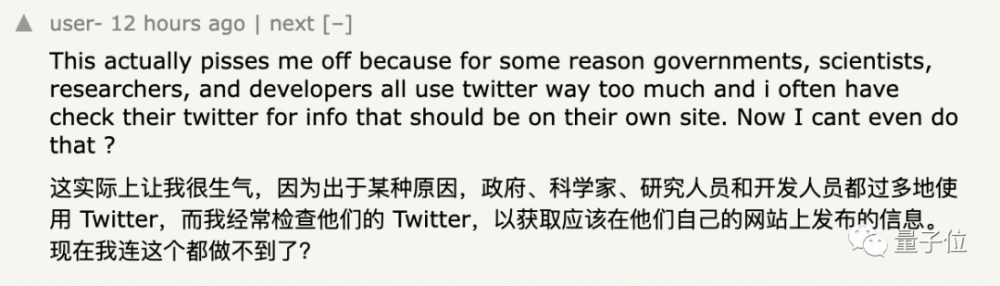 ▲ user- 12 hours ago | next [–]
This actually pisses me off because for some reason governments, scientists,
researchers, and developers all use twitter way too much and i often have
check their twitter for info that should be on their own site. Now I cant even do
that ?
这实际上让我很生气，因为出于某种原因，政府、科学家、研究人员和开发人员都过多地使
用 Twitter，而我经常检查他们的 Twitter，以获取应该在他们自己的网站上发布的信息。
现在我连这个都做不到了？
量子位